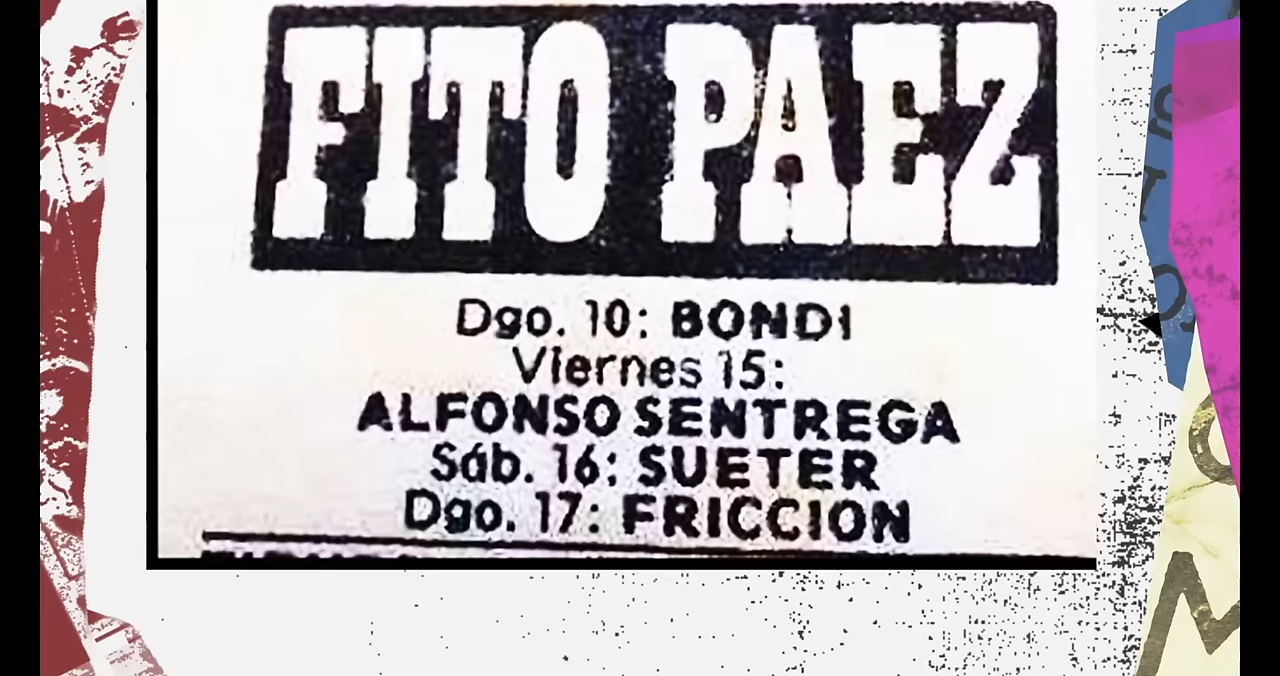 FITO PAEZ
Dgo. 10: BONDI
Viernes 15:
ALFONSO SENTREGA
Sáb. 16: SUETER
Dgo. 17: FRICCION